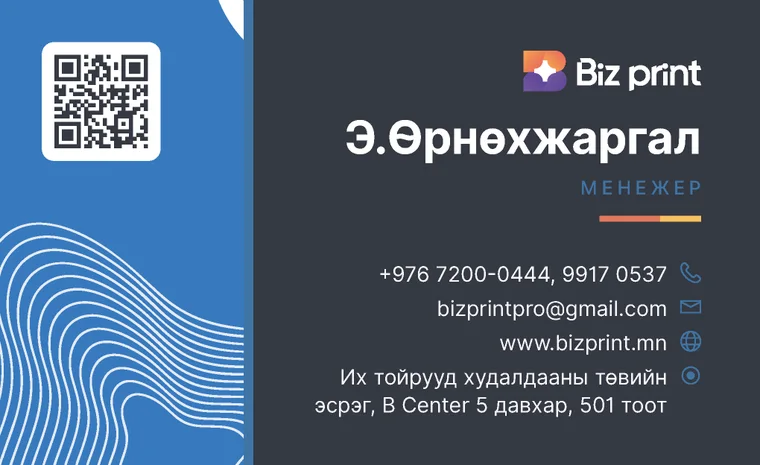 Biz print
Э.Өрнөхжаргал
МЕНЕЖЕР
+976 7200-0444, 9917 0537
bizprintpro@gmail.com
www.bizprint.mn
Их тойрууд худалдааны төвийн
эсрэг, B Center 5 давхар, 501 тоот